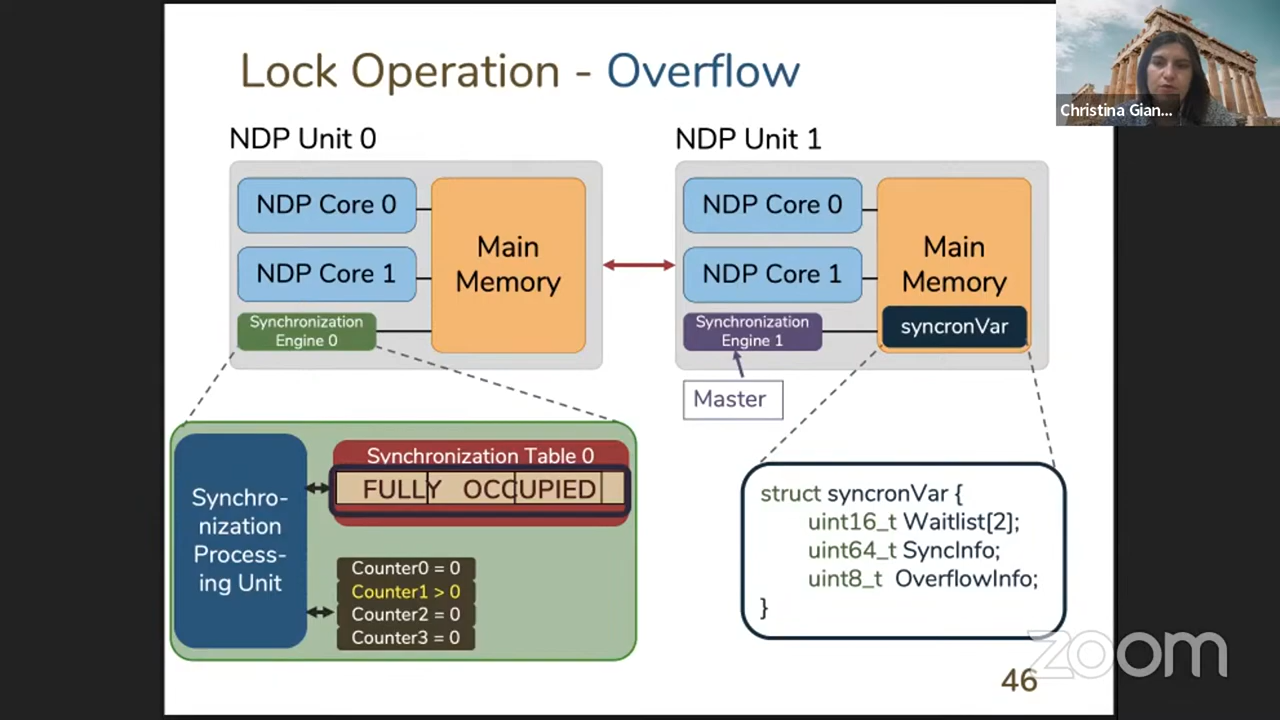 Lock Operation - Overflow
Christina Gian...
NDP Unit 0
NDP Unit 1
NDP Core 0
NDP Core 1
Main
Memory
Synchronization
Engine 0
NDP Core 0
NDP Core 1
Main
Memory
Synchronization
Engine 1
syncronVar
Master
Synchro-
nization
Process-
ing Unit
Synchronization Table 0
FULLY OCCUPIED
Counter0 = 0
Counter1 > 0
Counter2 = 0
Counter3 = 0
struct syncronVar {
uint16_t Waitlist[2];
uint64_t SyncInfo;
uint8_t OverflowInfo;
}
zoom
46